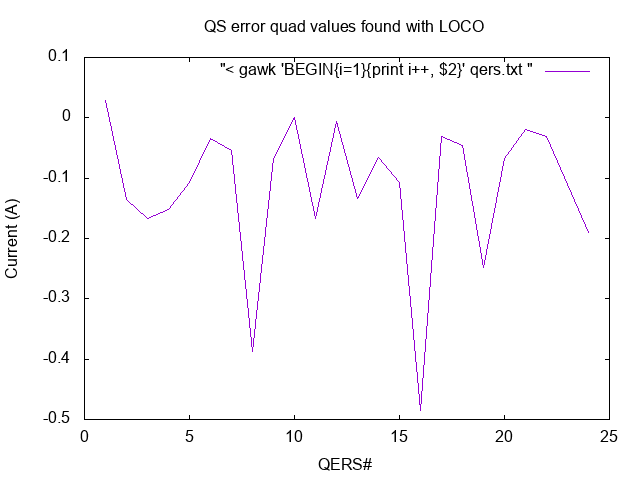 QS error quad values found with LOCO
"< gawk 'BEGIN{i=1}{print i++, $2}' qers.txt "
0.1
0
-0.1
-0.2
-0.3
-0.4
-0.5
Current (A)
0 5 10 15 20 25
QERS#